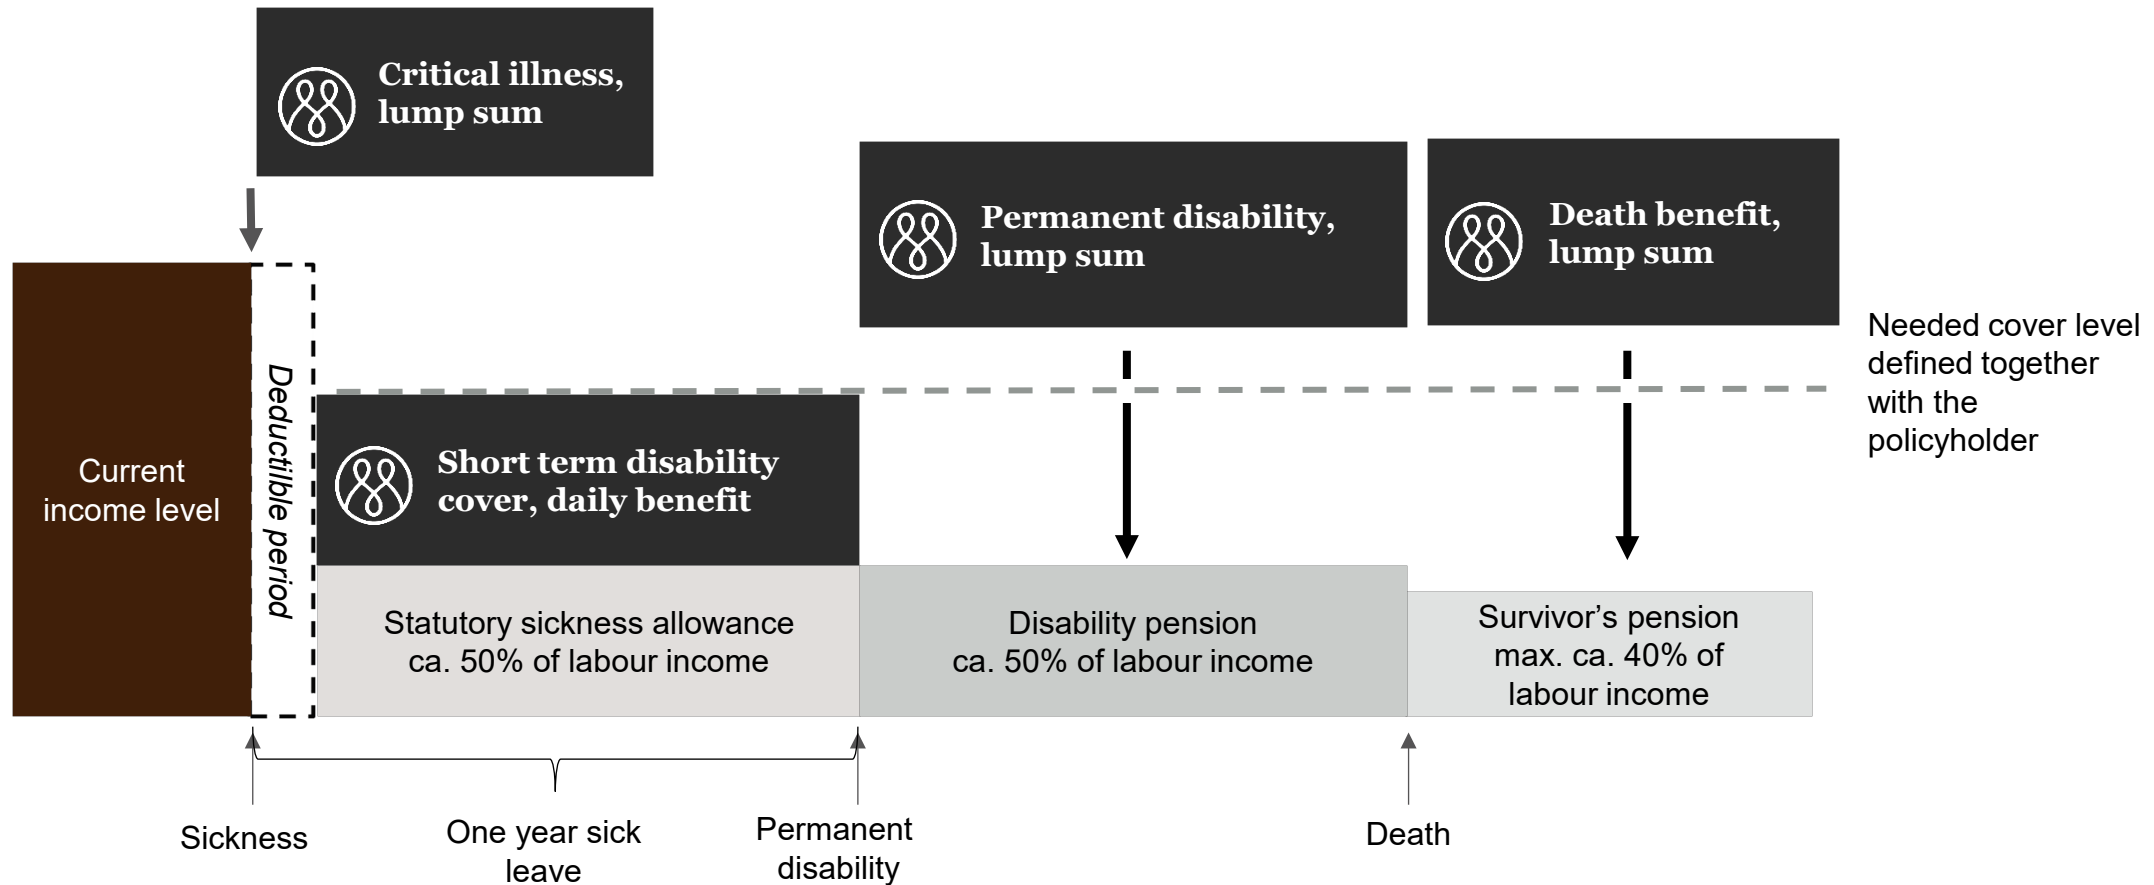 Critical illness,
lump sum
Permanent disability,
lump sum
Death benefit,
lump sum
Needed cover level
defined together
with the
policyholder
Current
income level
Deductilble period
Short term disability
cover, daily benefit
Statutory sickness allowance
ca. 50% of labour income
Disability pension
ca. 50% of labour income
Survivor’s pension
max. ca. 40% of
labour income
Sickness
One year sick
leave
Permanent
disability
Death